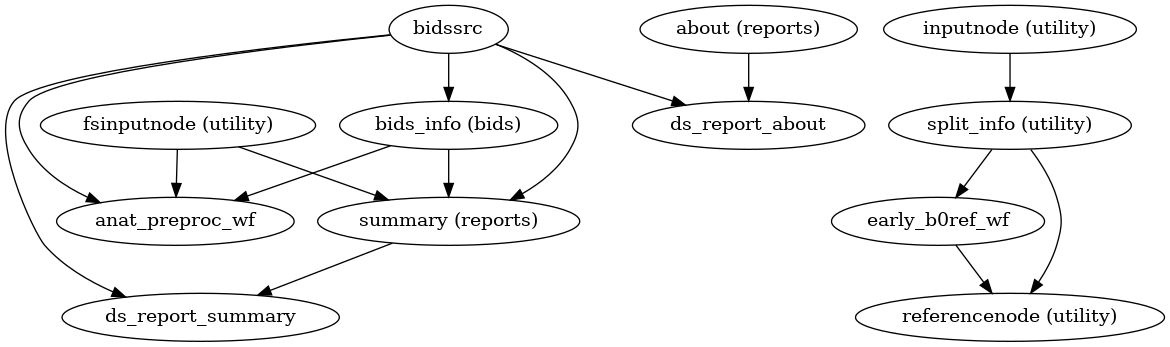 bidssrc
about (reports)
inputnode (utility)
fsinputnode (utility)
bids_info (bids)
ds_report_about
split_info (utility)
anat_preproc_wf
summary (reports)
early_b0ref_wf
ds_report_summary
referencenode (utility)